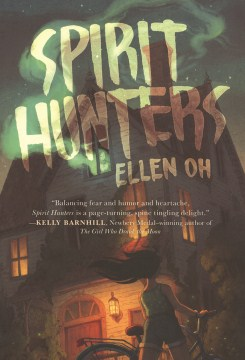 SPIRIT
HUNTERS
ELLEN OH
"Balancing fear and humor and heartache,
Spirit Hunters is a page-turning, spine tingling delight."
—KELLY BARNHILL, Newbery Medal-winning author of
The Girl Who Drank the Moon